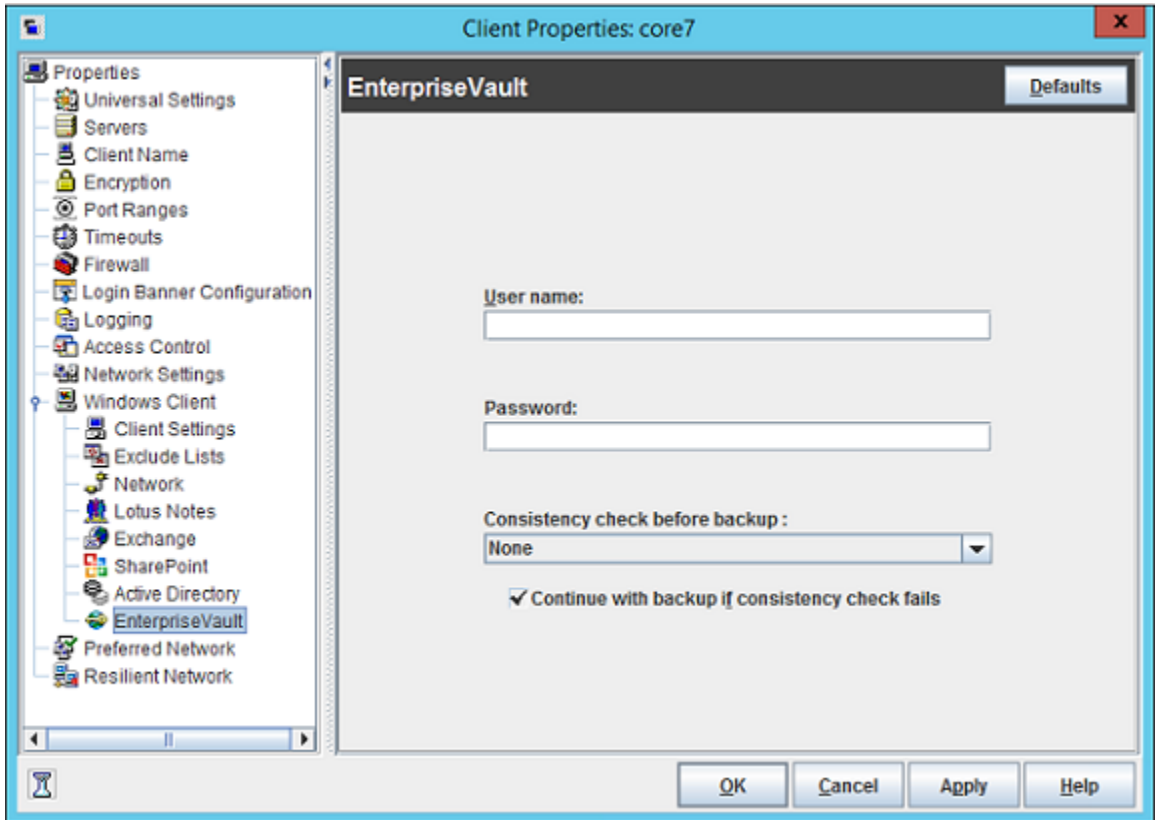 Client Properties: core7
x
Properties
Universal Settings
Servers
Client Name
Encryption
Port Ranges
Timeouts
Firewall
Login Banner Configuration
Logging
Access Control
Network Settings
Windows Client
Client Settings
Exclude Lists
Network
Lotus Notes
Exchange
SharePoint
Active Directory
EnterpriseVault
Preferred Network
Resilient Network
EnterpriseVault
Defaults
User name:
Password:
Consistency check before backup :
None
Continue with backup if consistency check fails
OK
Cancel
Apply
Help